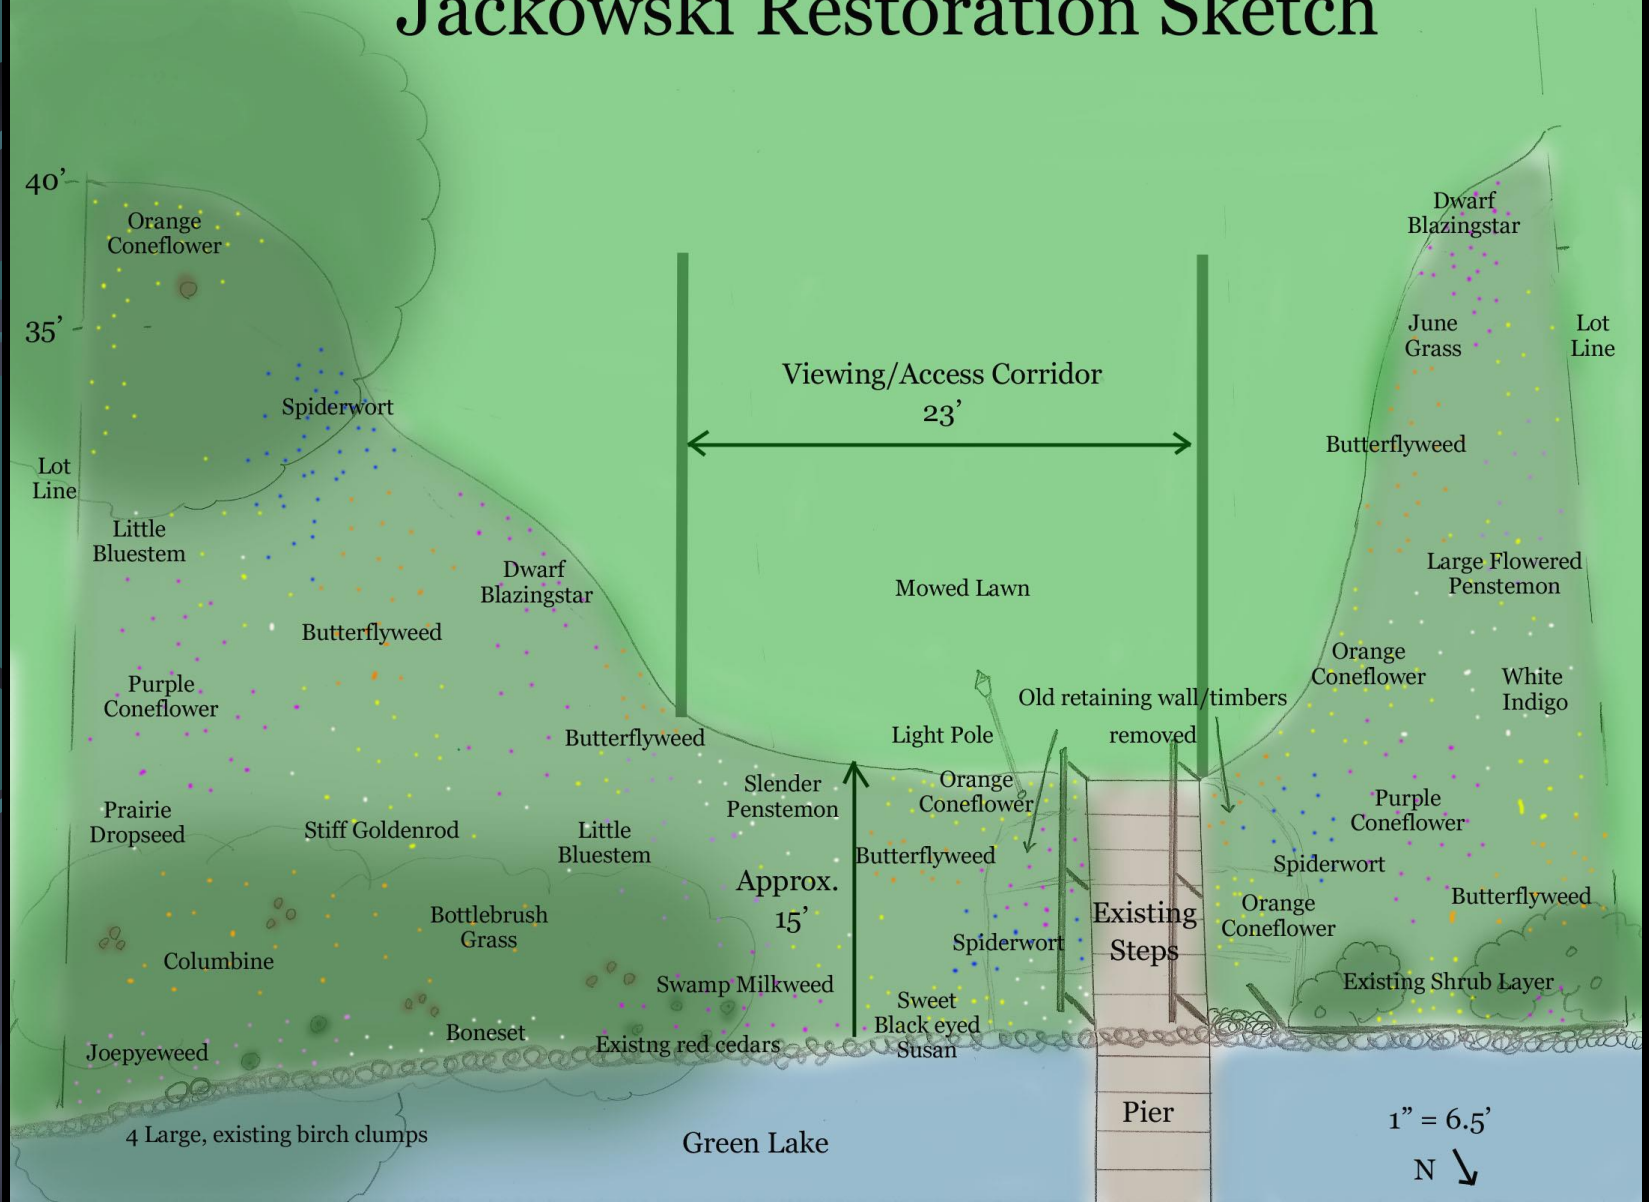 Jackowski Restoration Sketch
40’
Orange
Coneflower
35’
Spiderwort
Lot
Line
Little
Bluestem
Dwarf
Blazingstar
Butterflyweed
Purple
Coneflower
Butterflyweed
Prairie
Dropseed
Stiff Goldenrod
Little
Bluestem
Slender
Penstemon
Approx.
15’
Bottlebrush
Grass
Columbine
Swamp Milkweed
Boneset
Existng red cedars
Joepyeweed
4 Large, existing birch clumps
Viewing/Access Corridor
23’
Mowed Lawn
Old retaining wall/timbers
removed
Light Pole
Orange
Coneflower
Butterflyweed
Spiderwort
Sweet
Black eyed
Susan
Existing
Steps
Pier
Green Lake
Dwarf
Blazingstar
June
Grass
Lot
Line
Butterflyweed
Large Flowered
Penstemon
Orange
Coneflower
White
Indigo
Purple
Coneflower
Spiderwort
Butterflyweed
Orange
Coneflower
Existing Shrub Layer
1” = 6.5’
N